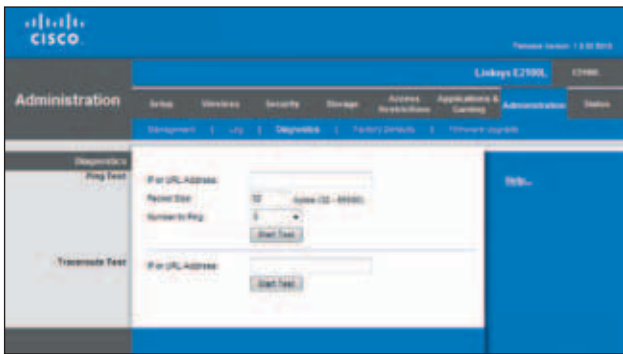 CISCO
Firmware Version: 1.0.02
Linksys E2100L E2100L
Administration
Setup Wireless Security Storage Access Restrictions Applications & Gaming Administration Status
Management | Log | Diagnostics | Factory Defaults | Firmware Upgrade
Diagnostics
Ping Test
IP or URL Address:
Packet Size: 32 bytes (32 - 65500)
Number to Ping: 5
Start Test
Help...
Traceroute Test
IP or URL Address:
Start Test